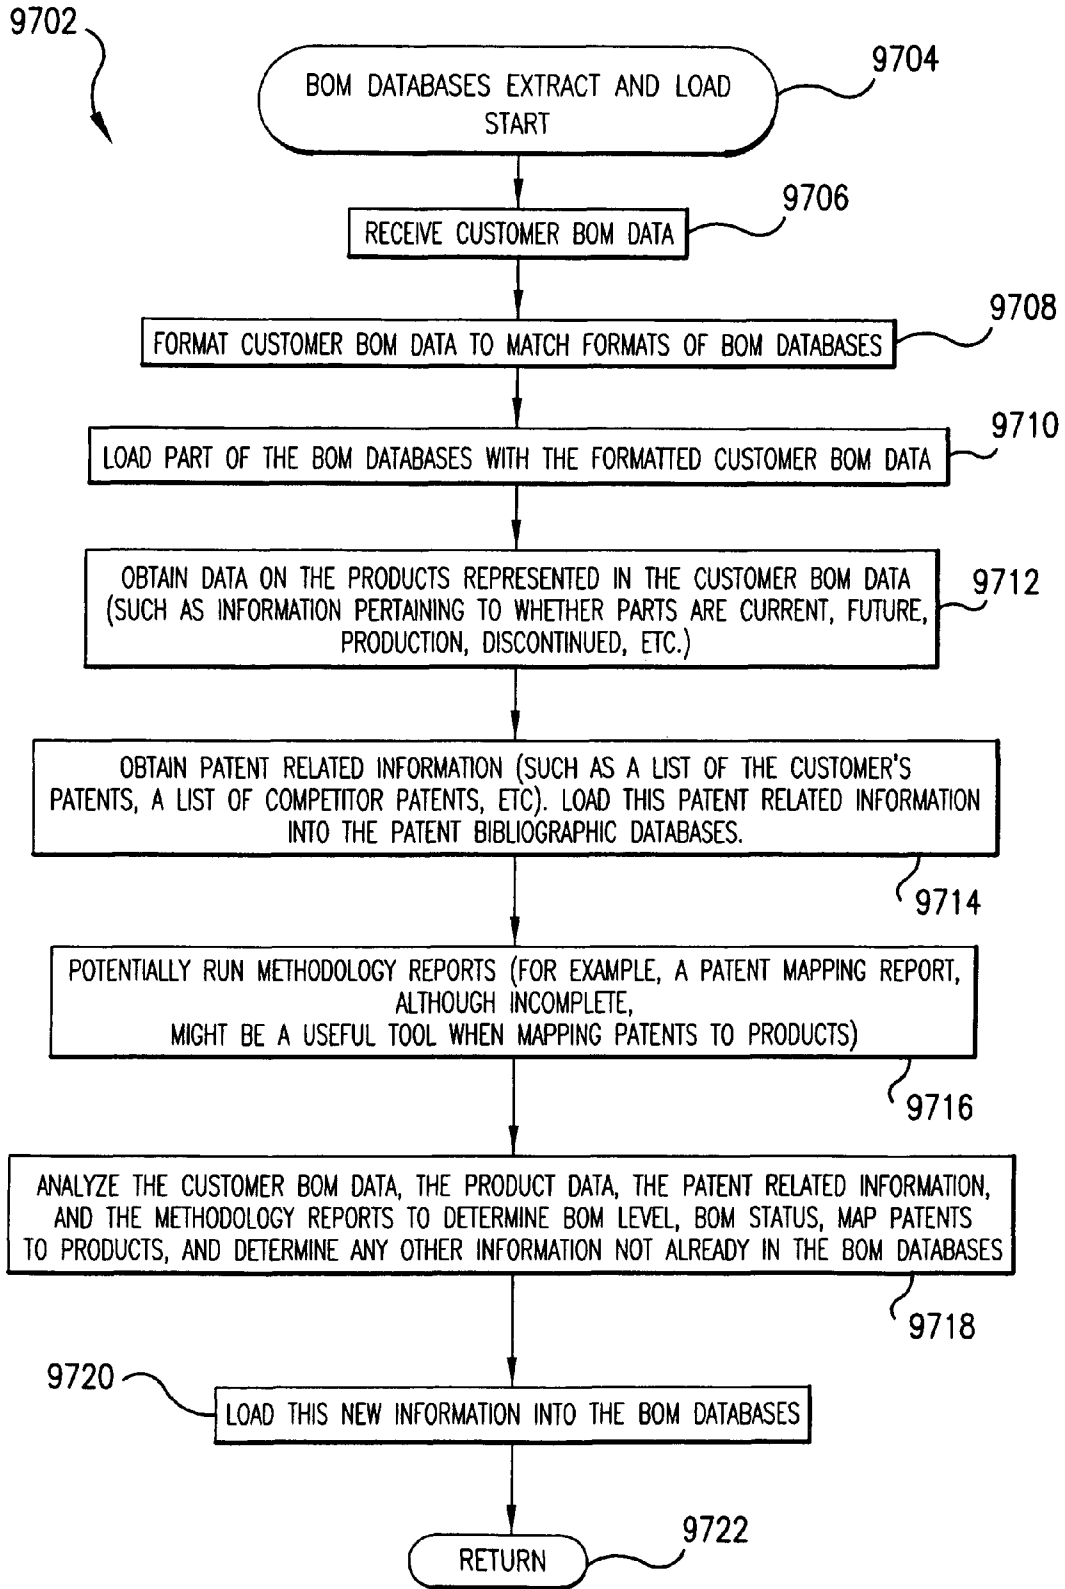 9702
9704
BOM DATABASES EXTRACT AND LOAD
START
9706
RECEIVE CUSTOMER BOM DATA
9708
FORMAT CUSTOMER BOM DATA TO MATCH FORMATS OF BOM DATABASES
9710
LOAD PART OF THE BOM DATABASES WITH THE FORMATTED CUSTOMER BOM DATA
OBTAIN DATA ON THE PRODUCTS REPRESENTED IN THE CUSTOMER BOM DATA
9712
(SUCH AS INFORMATION PERTAINING TO WHETHER PARTS ARE CURRENT, FUTURE,
PRODUCTION, DISCONTINUED, ETC.)
OBTAIN PATENT RELATED INFORMATION (SUCH AS A LIST OF THE CUSTOMER'S
PATENTS, A LIST OF COMPETITOR PATENTS, ETC). LOAD THIS PATENT RELATED INFORMATION
INTO THE PATENT BIBLIOGRAPHIC DATABASES.
9714
POTENTIALLY RUN METHODOLOGY REPORTS (FOR EXAMPLE, A PATENT MAPPING REPORT,
ALTHOUGH INCOMPLETE,
MIGHT BE A USEFUL TOOL WHEN MAPPING PATENTS TO PRODUCTS)
9716
ANALYZE THE CUSTOMER BOM DATA, THE PRODUCT DATA, THE PATENT RELATED INFORMATION,
AND THE METHODOLOGY REPORTS TO DETERMINE BOM LEVEL, BOM STATUS, MAP PATENTS
TO PRODUCTS, AND DETERMINE ANY OTHER INFORMATION NOT ALREADY IN THE BOM DATABASES
9718
9720
LOAD THIS NEW INFORMATION INTO THE BOM DATABASES
9722
RETURN